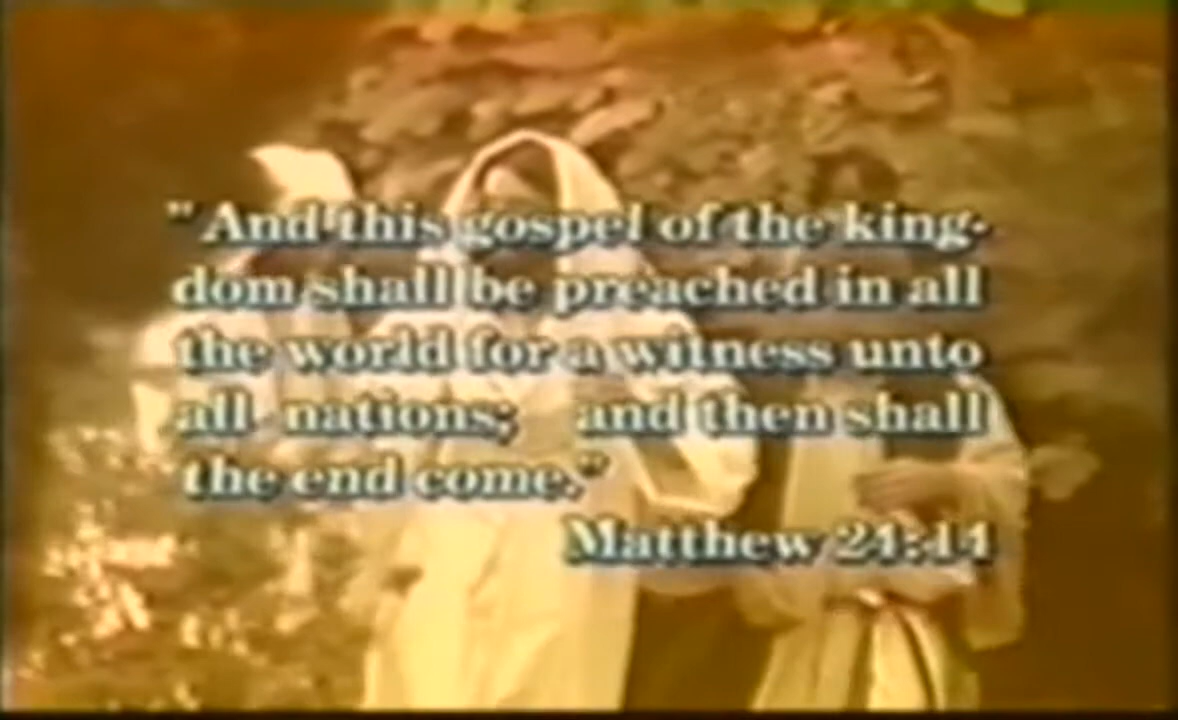 "And this gospel of the king-
dom shall be preached in all
the world for a witness unto
all nations; and then shall
the end come."
Matthew 24:14